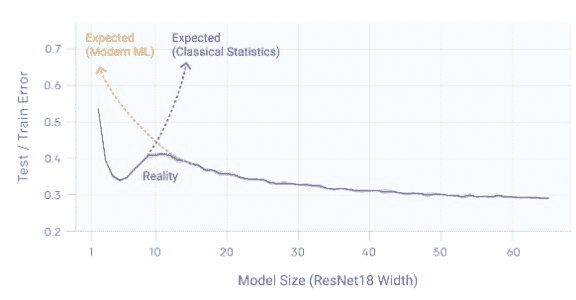 Expected
(Modern ML)
Expected
(Classical Statistics)
0.7
0.6
0.5
0.4
0.3
0.2
Test / Train Error
Reality
1
10
20
30
40
50
60
Model Size (ResNet18 Width)